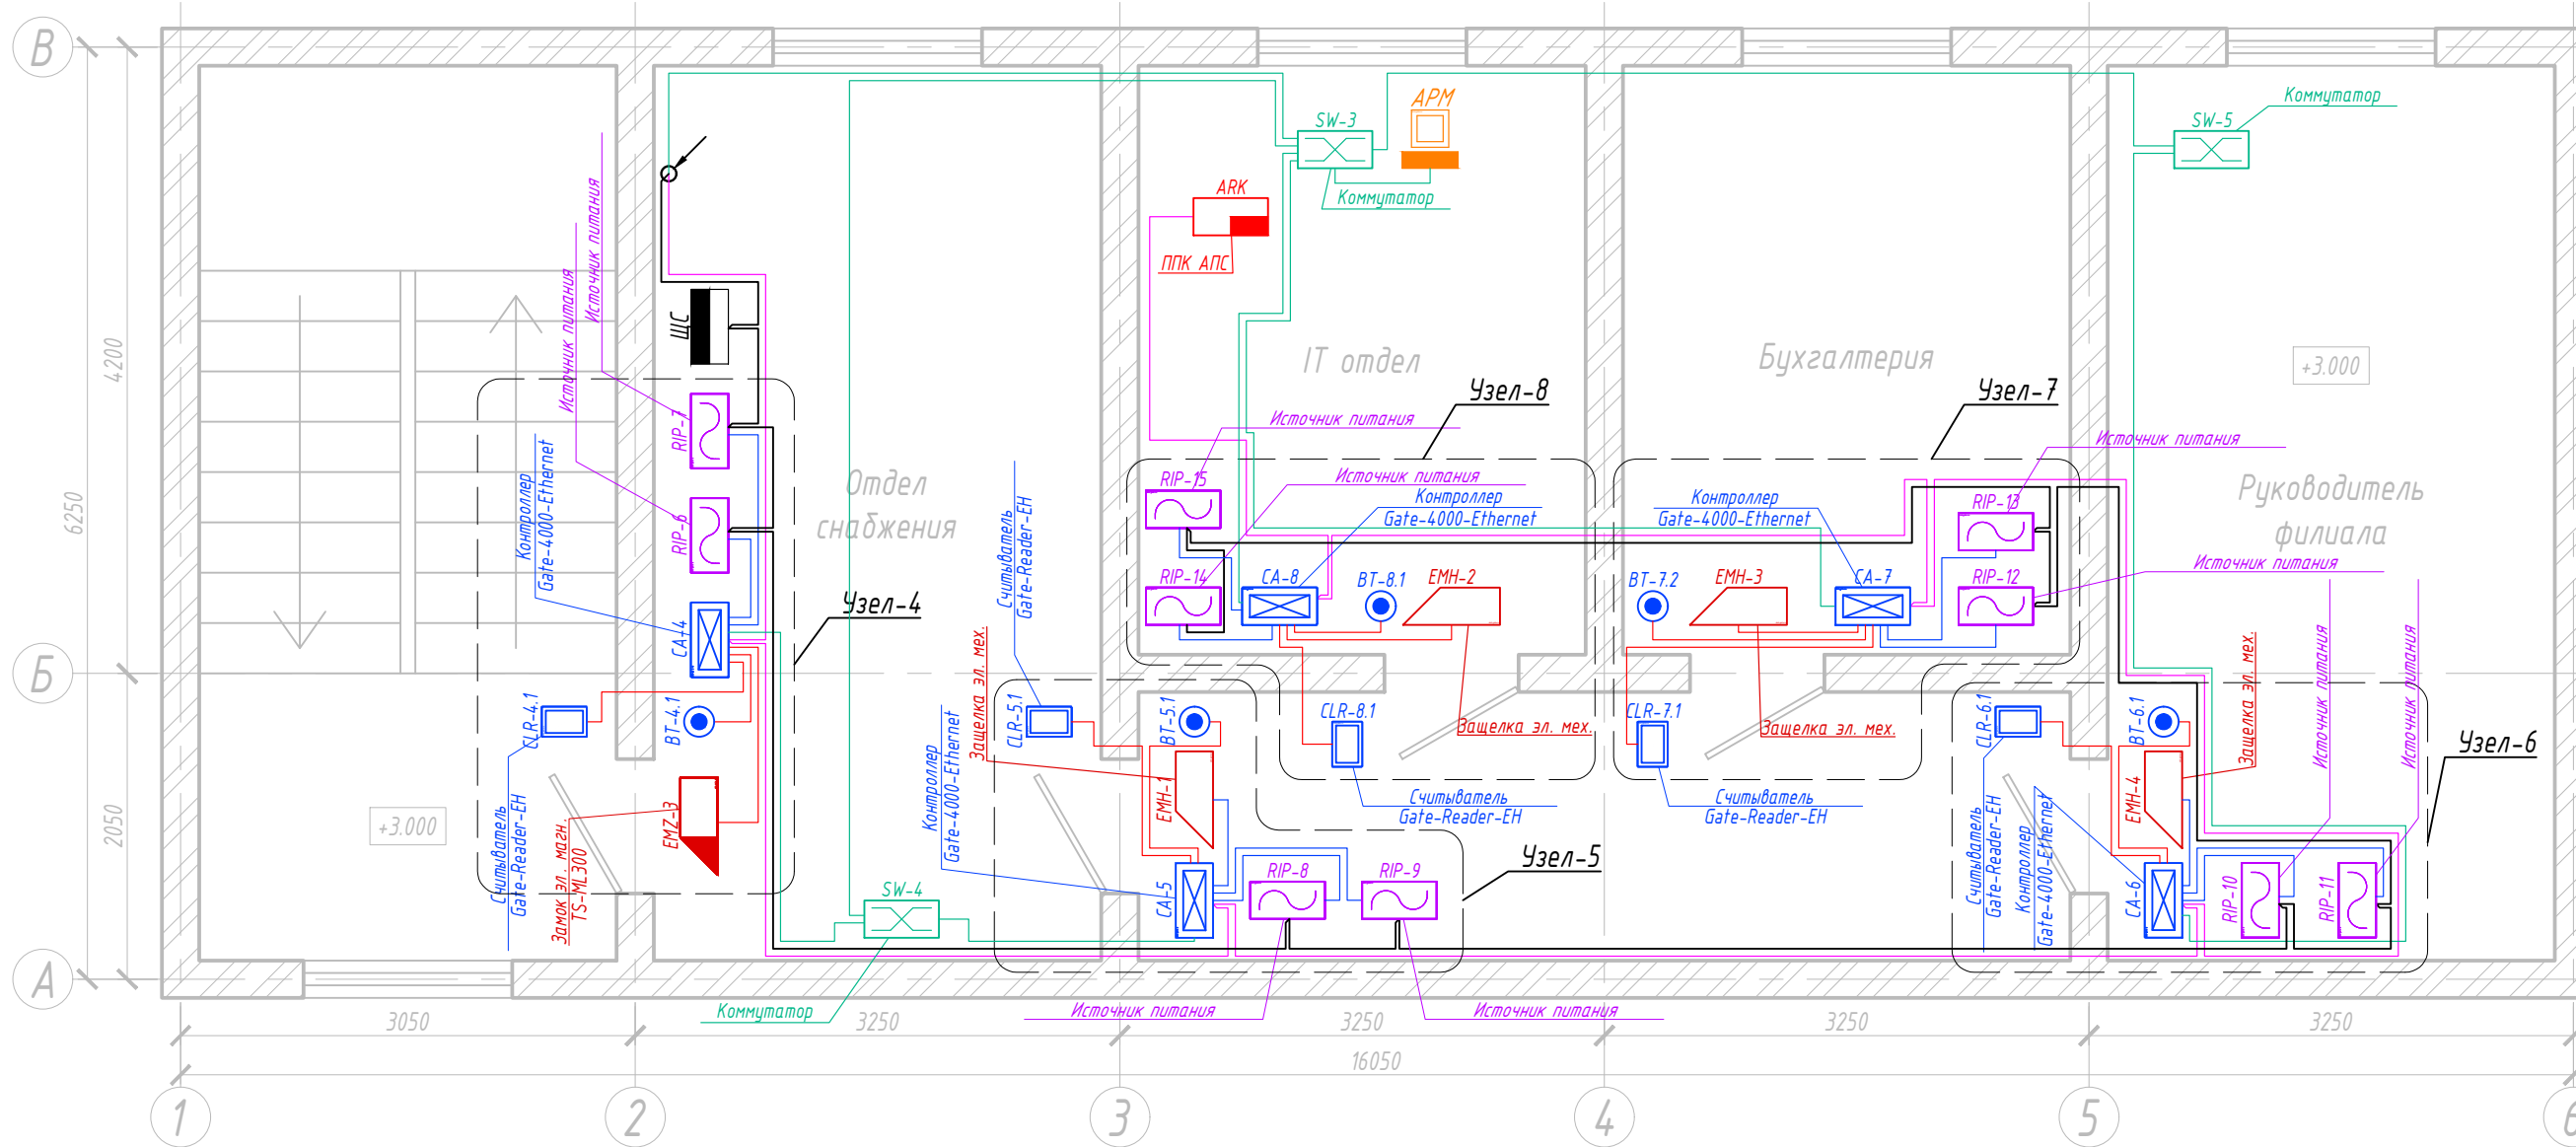 В
Б
А
4200
6250
2050
+3.000
Источник питания
Источник питания
Контроллер
Gate-4000-Ethernet
ЩС
RIP-7
RIP-6
CA-4
CLR-4.1
BT-4.1
EMZ-3
Считыватель
Gate-Reader-EH
Замок эл. магн.
TS-ML300
Узел-4
Отдел
снабжения
SW-4
Коммутатор
Контроллер
Gate-4000-Ethernet
Защелка эл. мех.
Считыватель
Gate-Reader-EH
CLR-5.1
BT-5.1
EMH-1
CA-5
RIP-8
RIP-9
Источник питания
Источник питания
Узел-5
SW-3
АРМ
Коммутатор
ARK
ППК АПС
IT отдел
Узел-8
Источник питания
RIP-15
Источник питания
Контроллер
Gate-4000-Ethernet
RIP-14
CA-8
BT-8.1
EMH-2
CLR-8.1
Защелка эл. мех.
Считыватель
Gate-Reader-EH
Бухгалтерия
Узел-7
Контроллер
Gate-4000-Ethernet
Источник питания
RIP-13
Источник питания
RIP-12
BT-7.2
EMH-3
CA-7
CLR-7.1
Защелка эл. мех.
Считыватель
Gate-Reader-EH
SW-5
Коммутатор
+3.000
Руководитель
филиала
CLR-6.1
BT-6.1
EMH-4
Защелка эл. мех.
Источник питания
Источник питания
Узел-6
Считыватель
Gate-Reader-EH
Контроллер
Gate-4000-Ethernet
CA-6
RIP-10
RIP-11
3050
3250
3250
3250
3250
16050
1
2
3
4
5
6